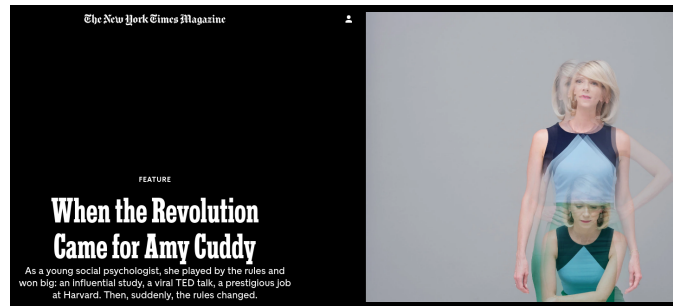 The New York Times Magazine
FEATURE
When the Revolution
Came for Amy Cuddy
As a young social psychologist, she played by the rules and
won big: an influential study, a viral TED talk, a prestigious job
at Harvard. Then, suddenly, the rules changed.